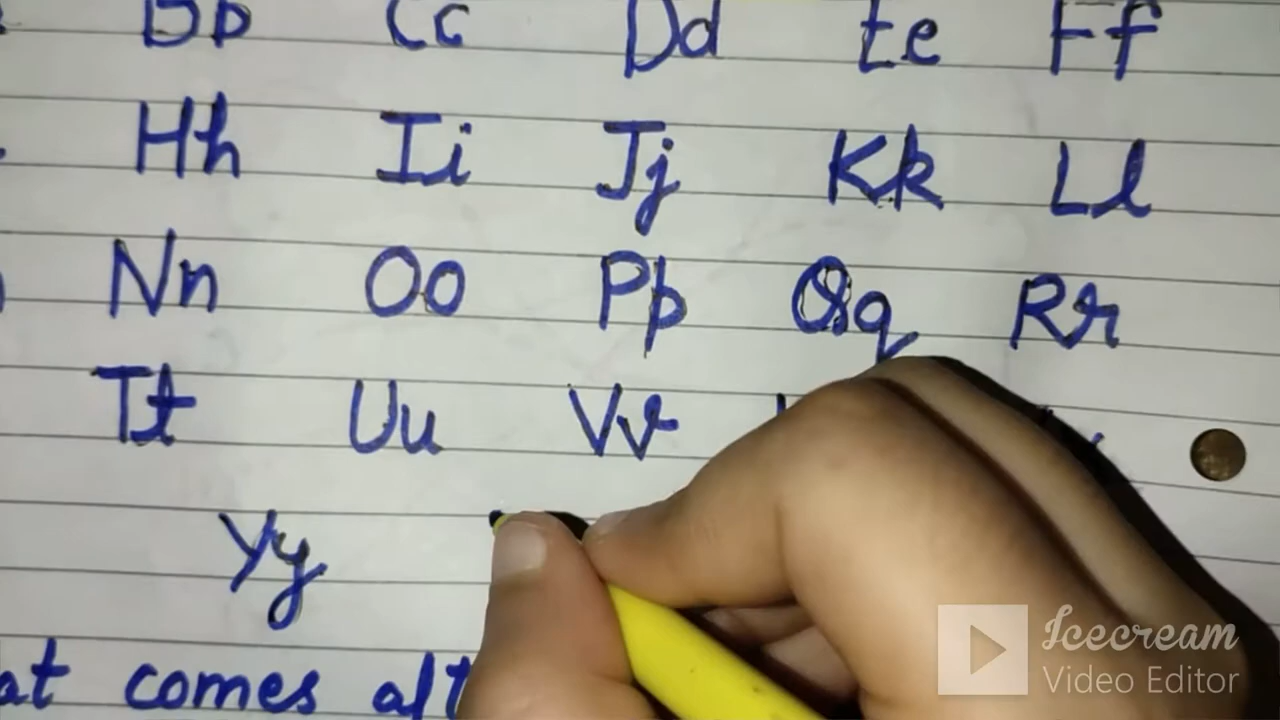 Bb Cc Dd Ee Ff
Hh Ii Jj Kk Ll
Nn Oo Pp Qq Rr
Tt Uu Vv
Yy
comes
Icecream
Video Editor